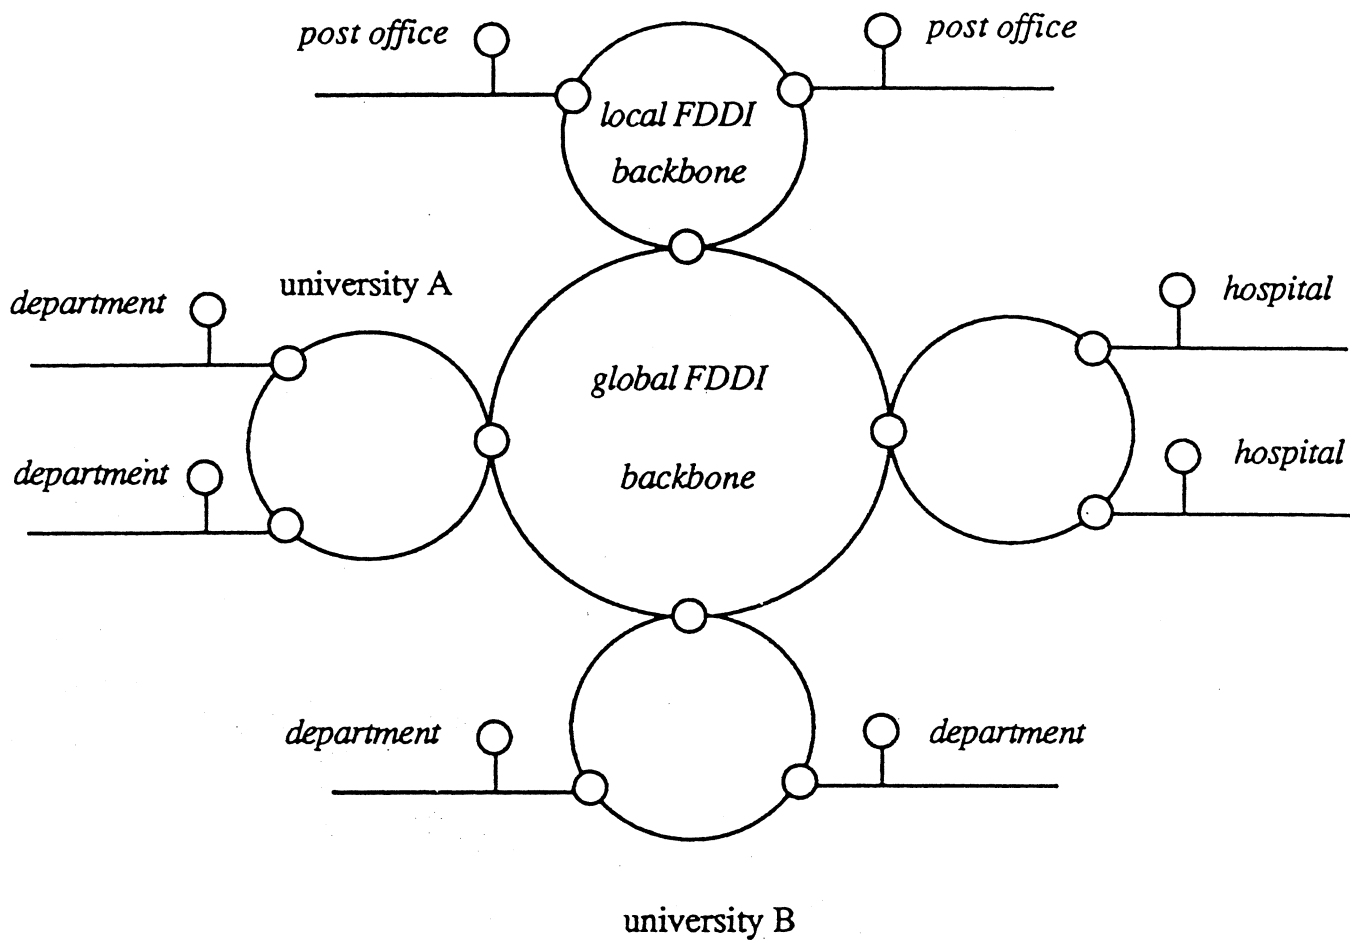 post office
post office
local FDDI
backbone
university A
department
hospital
global FDDI
department
backbone
hospital
department
department
university B